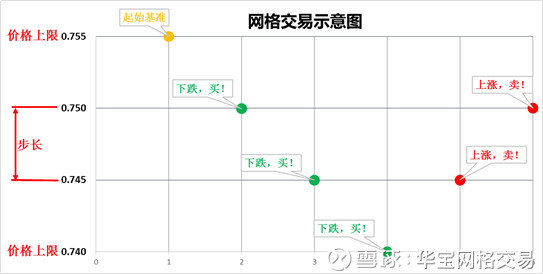 网格交易示意图
起始基准
价格上限 0.755
下跌，买！
上涨，卖！
0.750
步长
下跌，买！
上涨，卖！
0.745
下跌，买！
价格上限 0.740
0 1 2 3
雪球：华宝网格交易